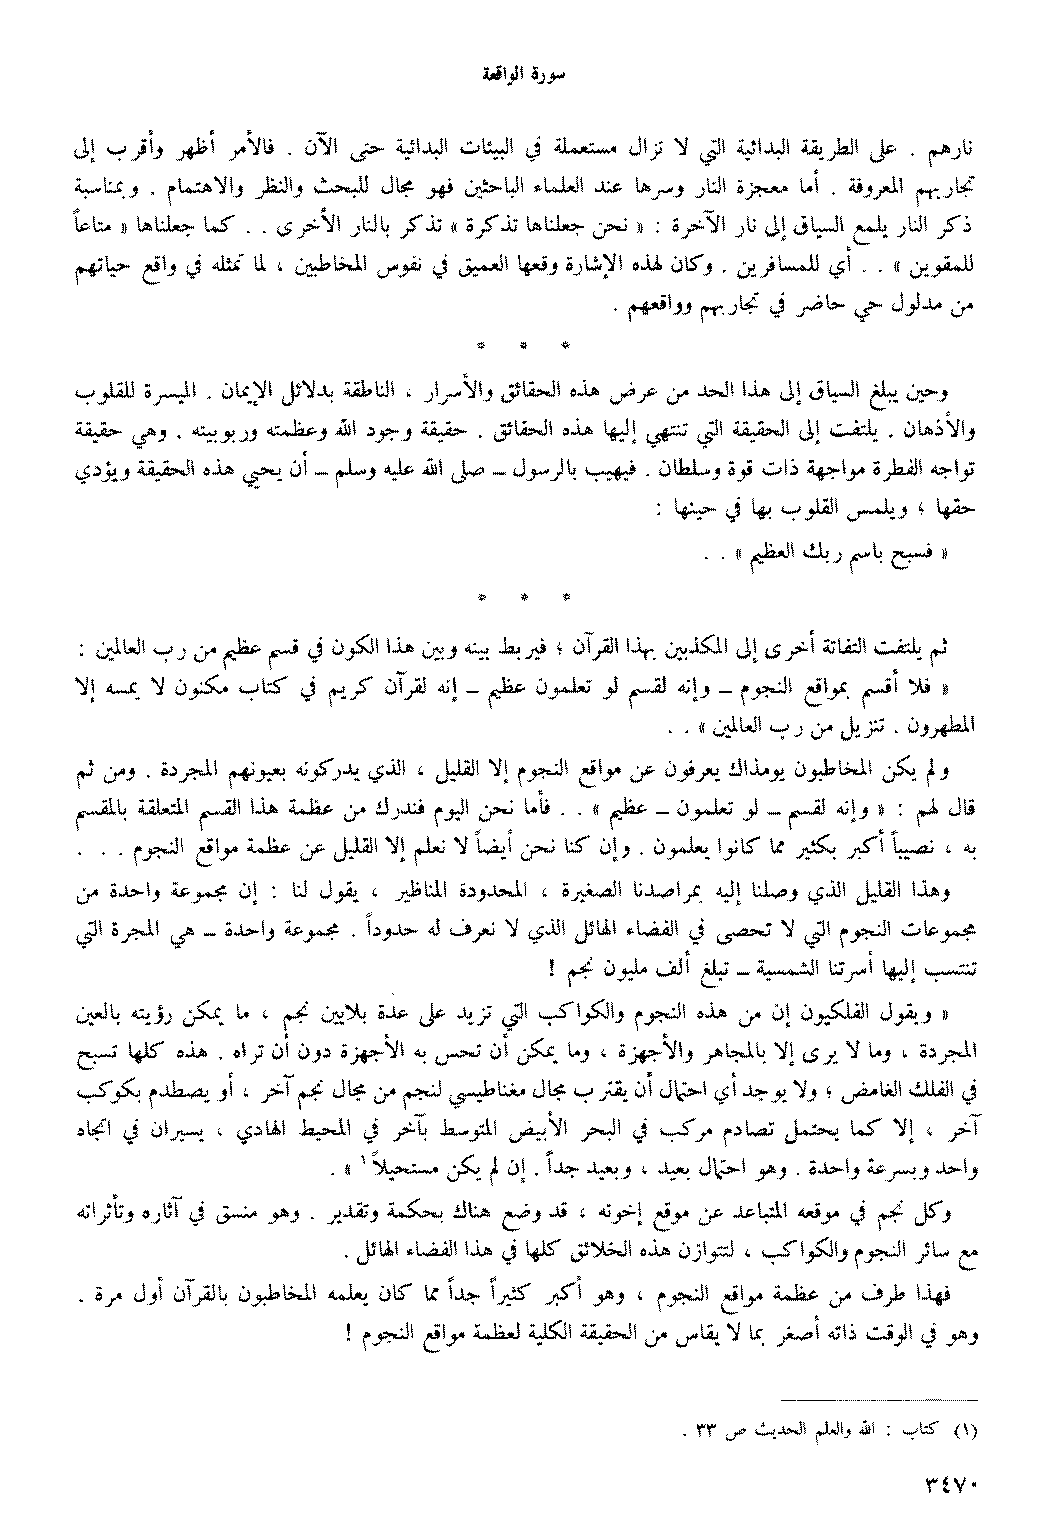 سورة الواقعة
نارهم . على الطريقة البدائية التي لا تزال مستعملة في البيئات البدائية حتى الآن . فالأمر أظهر وأقرب إلى
تجاربهم المعروفة . أما معجزة النار وسرها عند العلماء الباحثين فهو مجال للبحث والنظر والاهتمام . وبمناسبة
ذكر النار يلمع السياق إلى نار الآخرة : « نحن جعلناها تذكرة » تذكر بالنار الأخرى . . كما جعلناها « متاعاً
للمقوين » . . أي للمسافرين . وكان لهذه الإشارة وقعها العميق في نفوس المخاطبين ، لما تمثله في واقع حياتهم
من مدلول حي حاضر في تجاربهم وواقعهم .
* * *
وحين يبلغ السياق إلى هذا الحد من عرض هذه الحقائق والأسرار ، الناطقة بدلائل الإيمان . الميسرة للقلوب
والأذهان . يلتفت إلى الحقيقة التي تنتهي إليها هذه الحقائق . حقيقة وجود الله وعظمته وربوبيته . وهي حقيقة
تواجه الفطرة مواجهة ذات قوة وسلطان . فيهيب بالرسول – صلى الله عليه وسلم – أن يحيي هذه الحقيقة ويؤدي
حقها ؛ ويلمس القلوب بها في حينها :
« فسبح باسم ربك العظيم » . .
* * *
ثم يلتفت التفاتة أخرى إلى المكذبين بهذا القرآن ؛ فيربط بينه وبين هذا الكون في قسم عظيم من رب العالمين :
« فلا أقسم بمواقع النجوم – وإنه لقسم لو تعلمون عظيم – إنه لقرآن كريم في كتاب مكنون لا يمسه إلا
المطهرون . تنزيل من رب العالمين » . .
ولم يكن المخاطبون يومذاك يعرفون عن مواقع النجوم إلا القليل ، الذي يدركونه بعيونهم المجردة . ومن ثم
قال لهم : « وإنه لقسم – لو تعلمون – عظيم » . . فأما نحن اليوم فندرك من عظمة هذا القسم المتعلقة بالمقسم
به ، نصيباً أكبر بكثير مما كانوا يعلمون . وإن كنا نحن أيضاً لا نعلم إلا القليل عن عظمة مواقع النجوم . . .
وهذا القليل الذي وصلنا إليه بمراصدنا الصغيرة ، المحدودة المناظير ، يقول لنا : إن مجموعة واحدة من
مجموعات النجوم التي لا تحصى في الفضاء الهائل الذي لا نعرف له حدوداً . مجموعة واحدة – هي المجرة التي
تنتسب إليها أسرتنا الشمسية – تبلغ ألف مليون نجم !
« ويقول الفلكيون إن من هذه النجوم والكواكب التي تزيد على عدة بلايين نجم ، ما يمكن رؤيته بالعين
المجردة ، وما لا يرى إلا بالمجاهر والأجهزة ، وما يمكن أن تحس به الأجهزة دون أن تراه . هذه كلها تسبح
في الفلك الغامض ؛ ولا يوجد أي احتمال أن يقترب مجال مغناطيسي لنجم من مجال نجم آخر ، أو يصطدم بكوكب
آخر ، إلا كما يحتمل تصادم مركب في البحر الأبيض المتوسط بآخر في المحيط الهادي ، يسيران في اتجاه
واحد وبسرعة واحدة . وهو احتمال بعيد ، وبعيد جداً . إن لم يكن مستحيلاً ١ » .
وكل نجم في موقعه المتباعد عن موقع إخوته ، قد وضع هناك بحكمة وتقدير . وهو منسق في آثاره وتأثراته
مع سائر النجوم والكواكب ، لتتوازن هذه الخلائق كلها في هذا الفضاء الهائل .
فهذا طرف من عظمة مواقع النجوم ، وهو أكبر كثيراً جداً مما كان يعلمه المخاطبون بالقرآن أول مرة .
وهو في الوقت ذاته أصغر بما لا يقاس من الحقيقة الكلية لعظمة مواقع النجوم !
(١) كتاب : الله والعلم الحديث ص ٣٣ .
٣٤٧٠